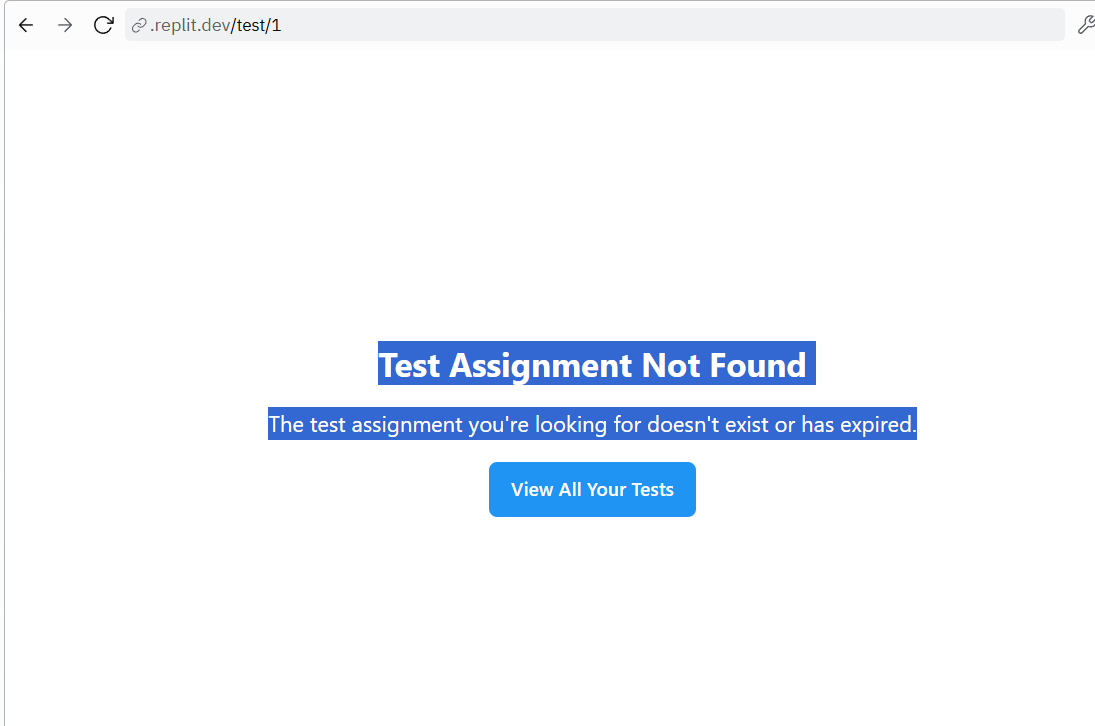 .replit.dev/test/1
Test Assignment Not Found
The test assignment you're looking for doesn't exist or has expired.
View All Your Tests